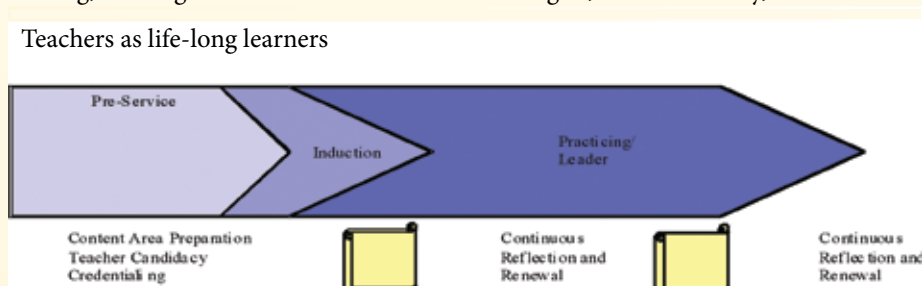 Teachers as life-long learners
Pre-Service
Induction
Practicing/
Leader
Content Area Preparation
Teacher Candidacy
Credentialing
Continuous
Reflection and
Renewal
Continuous
Reflection and
Renewal